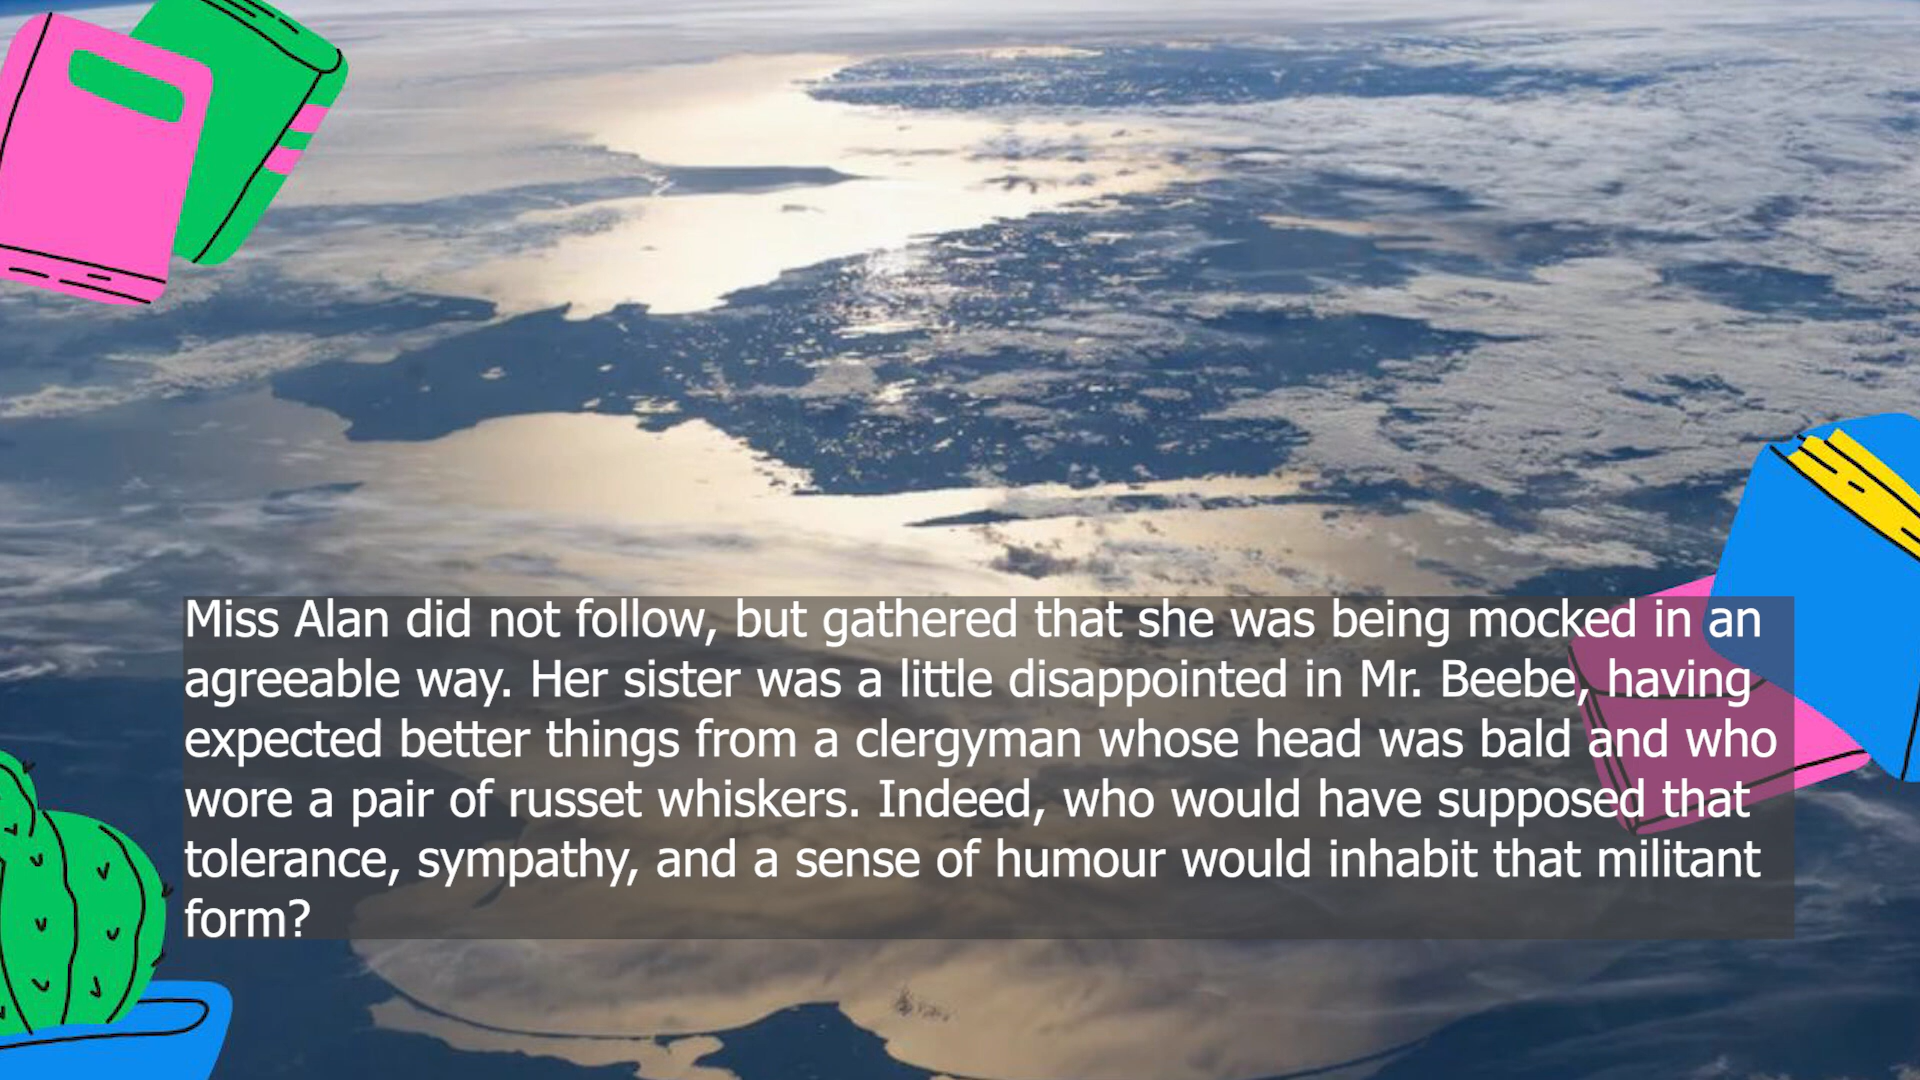 Miss Alan did not follow, but gathered that she was being mocked in an
agreeable way. Her sister was a little disappointed in Mr. Beebe, having
expected better things from a clergyman whose head was bald and who
wore a pair of russet whiskers. Indeed, who would have supposed that
tolerance, sympathy, and a sense of humour would inhabit that militant
form?